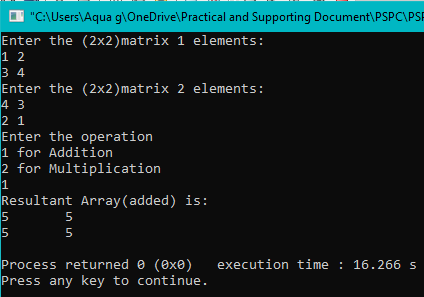 "C:\Users\Aqua g\OneDrive\Practical and Supporting Document\PSPC\PSP
Enter the (2x2)matrix 1 elements:
1 2
3 4
Enter the (2x2)matrix 2 elements:
4 3
2 1
Enter the operation
1 for Addition
2 for Multiplication
1
Resultant Array(added) is:
5       5
5       5

Process returned 0 (0x0)   execution time : 16.266 s
Press any key to continue.